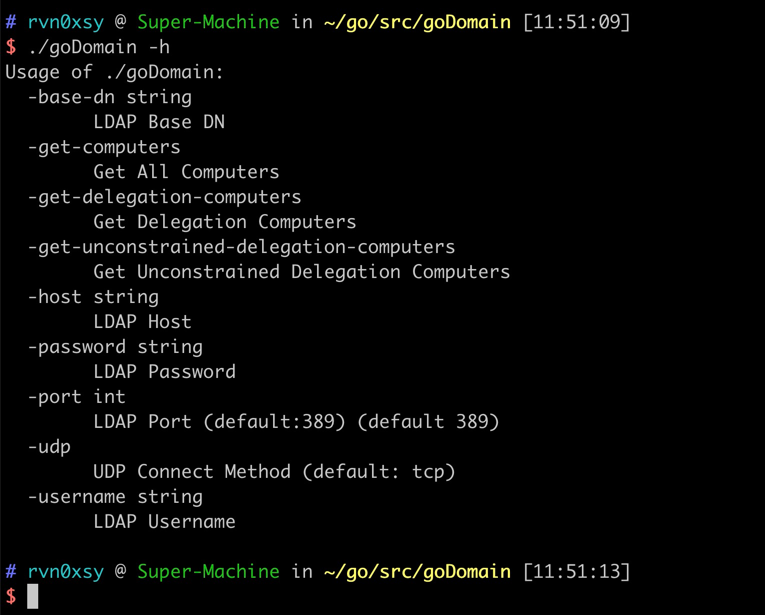 # rvn0xsy @ Super-Machine in ~/go/src/goDomain [11:51:09]
$ ./goDomain -h
Usage of ./goDomain:
  -base-dn string
        LDAP Base DN
  -get-computers
        Get All Computers
  -get-delegation-computers
        Get Delegation Computers
  -get-unconstrained-delegation-computers
        Get Unconstrained Delegation Computers
  -host string
        LDAP Host
  -password string
        LDAP Password
  -port int
        LDAP Port (default:389) (default 389)
  -udp
        UDP Connect Method (default: tcp)
  -username string
        LDAP Username
# rvn0xsy @ Super-Machine in ~/go/src/goDomain [11:51:13]
$